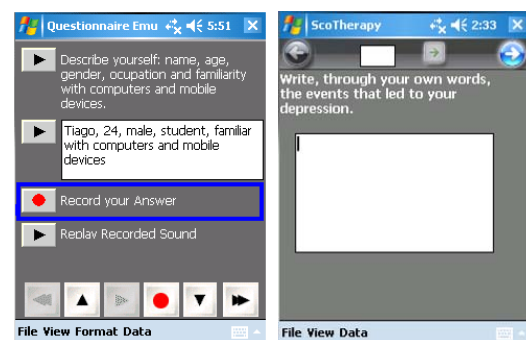 Questionnaire Emu 5:51
Describe yourself: name, age,
gender, ocupation and familiarity
with computers and mobile
devices.
Tiago, 24, male, student, familiar
with computers and mobile
devices
Record your Answer
Replay Recorded Sound
File View Format Data
ScoTherapy 2:33
Write, through your own words,
the events that led to your
depression.
File View Data